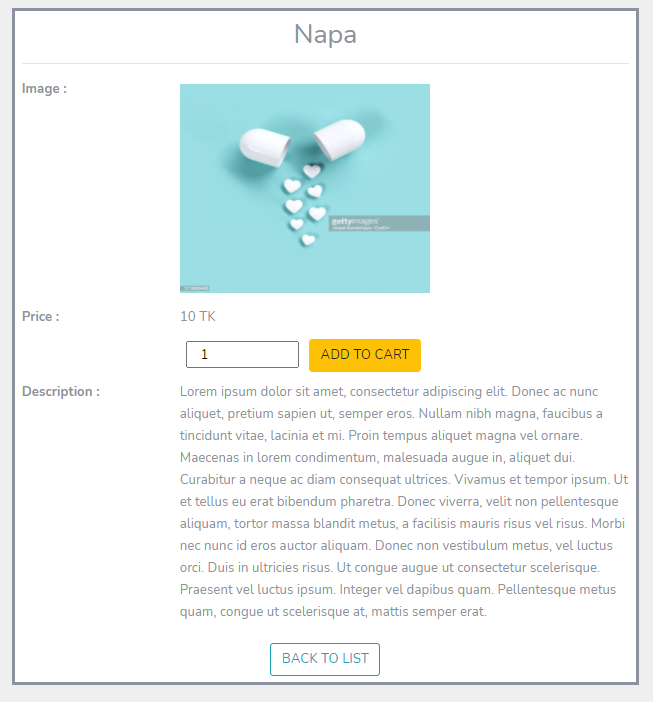 Napa
Image :
gettyimages
Price :
10 TK
1
ADD TO CART
Description :
Lorem ipsum dolor sit amet, consectetur adipiscing elit. Donec ac nunc
aliquet, pretium sapien ut, semper eros. Nullam nibh magna, faucibus a
tincidunt vitae, lacinia et mi. Proin tempus aliquet magna vel ornare.
Maecenas in lorem condimentum, malesuada augue in, aliquet dui.
Curabitur a neque ac diam consequat ultrices. Vivamus et tempor ipsum. Ut
et tellus eu erat bibendum pharetra. Donec viverra, velit non pellentesque
aliquam, tortor massa blandit metus, a facilisis mauris risus vel risus. Morbi
nec nunc id eros auctor aliquam. Donec non vestibulum metus, vel luctus
orci. Duis in ultricies risus. Ut congue augue ut consectetur scelerisque.
Praesent vel luctus ipsum. Integer vel dapibus quam. Pellentesque metus
quam, congue ut scelerisque at, mattis semper erat.
BACK TO LIST